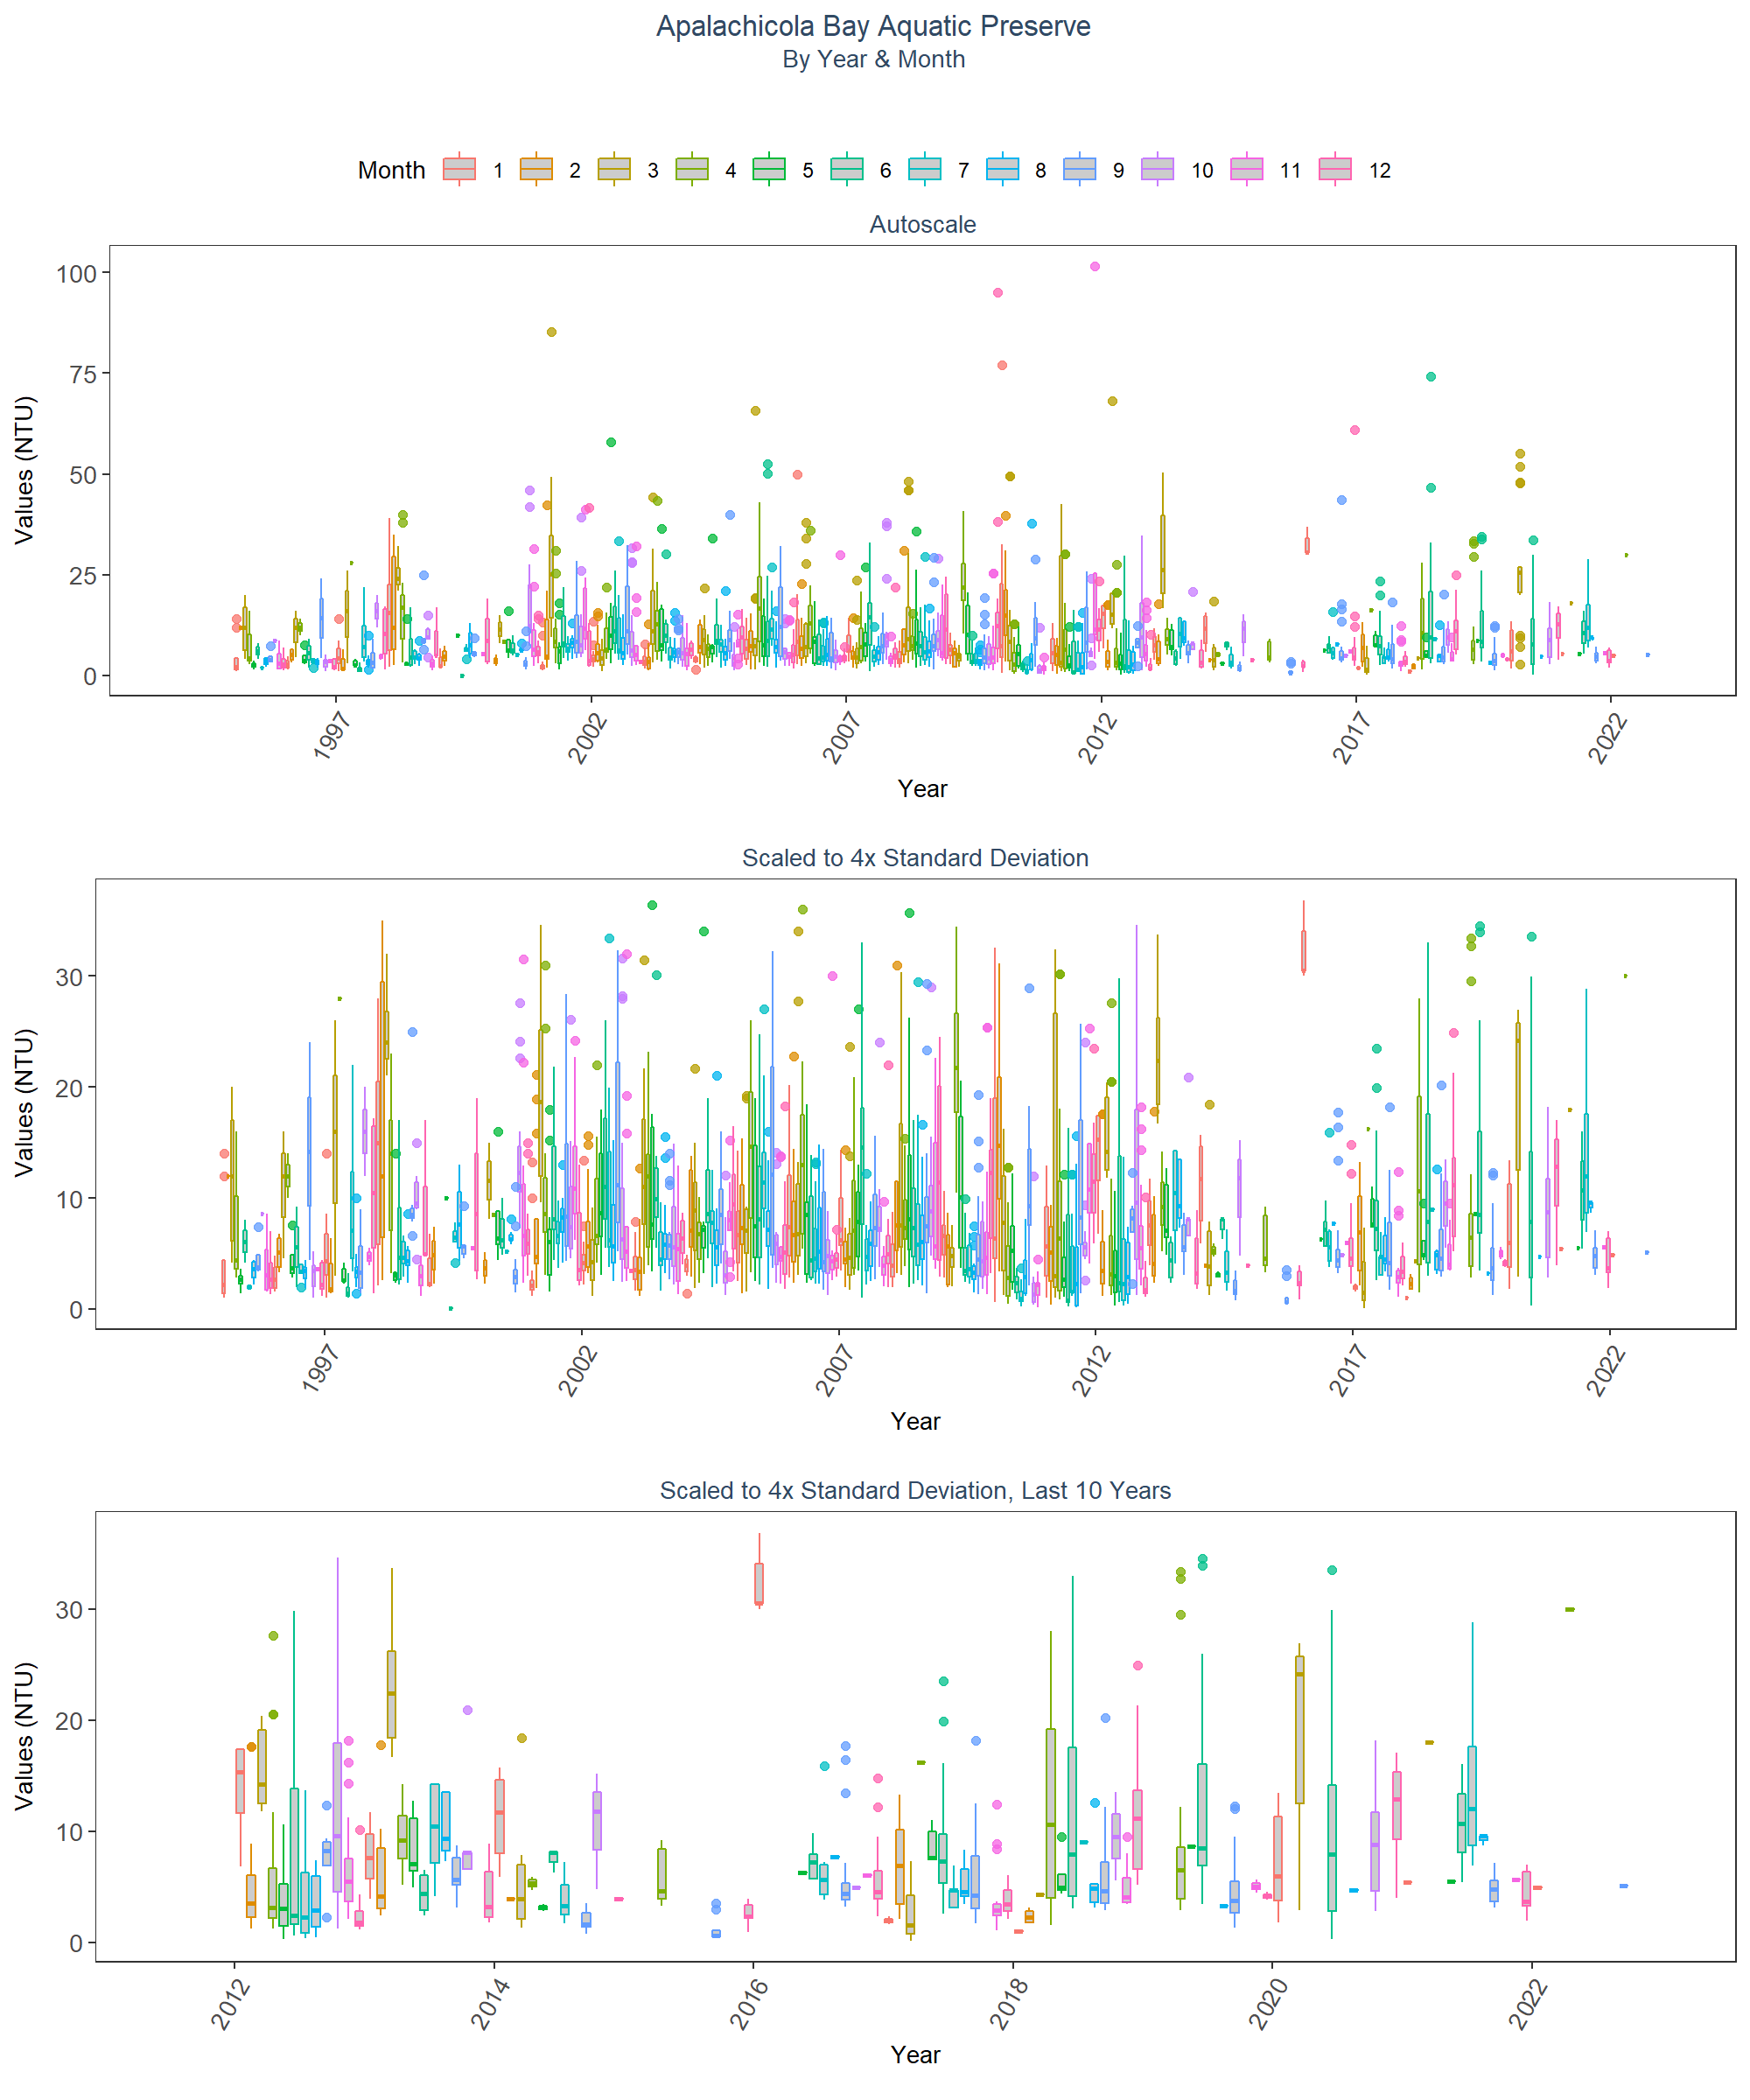 Apalachicola Bay Aquatic Preserve
By Year & Month
Month 1 2 3 4 5 6 7 8 9 10 11 12
Autoscale
Values (NTU)
100
75
50
25
0
1997 2002 2007 2012 2017 2022
Year
Scaled to 4x Standard Deviation
Values (NTU)
30
20
10
0
1997 2002 2007 2012 2017 2022
Year
Scaled to 4x Standard Deviation, Last 10 Years
Values (NTU)
30
20
10
0
2012 2014 2016 2018 2020 2022
Year